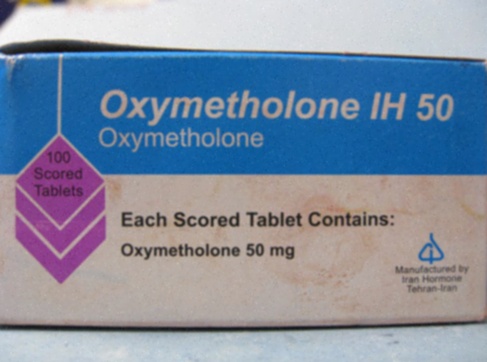 Oxymetholone IH 50
Oxymetholone
100
Scored
Tablets
Each Scored Tablet Contains:
Oxymetholone 50 mg
Manufactured by
Iran Hormone
Tehran-Iran